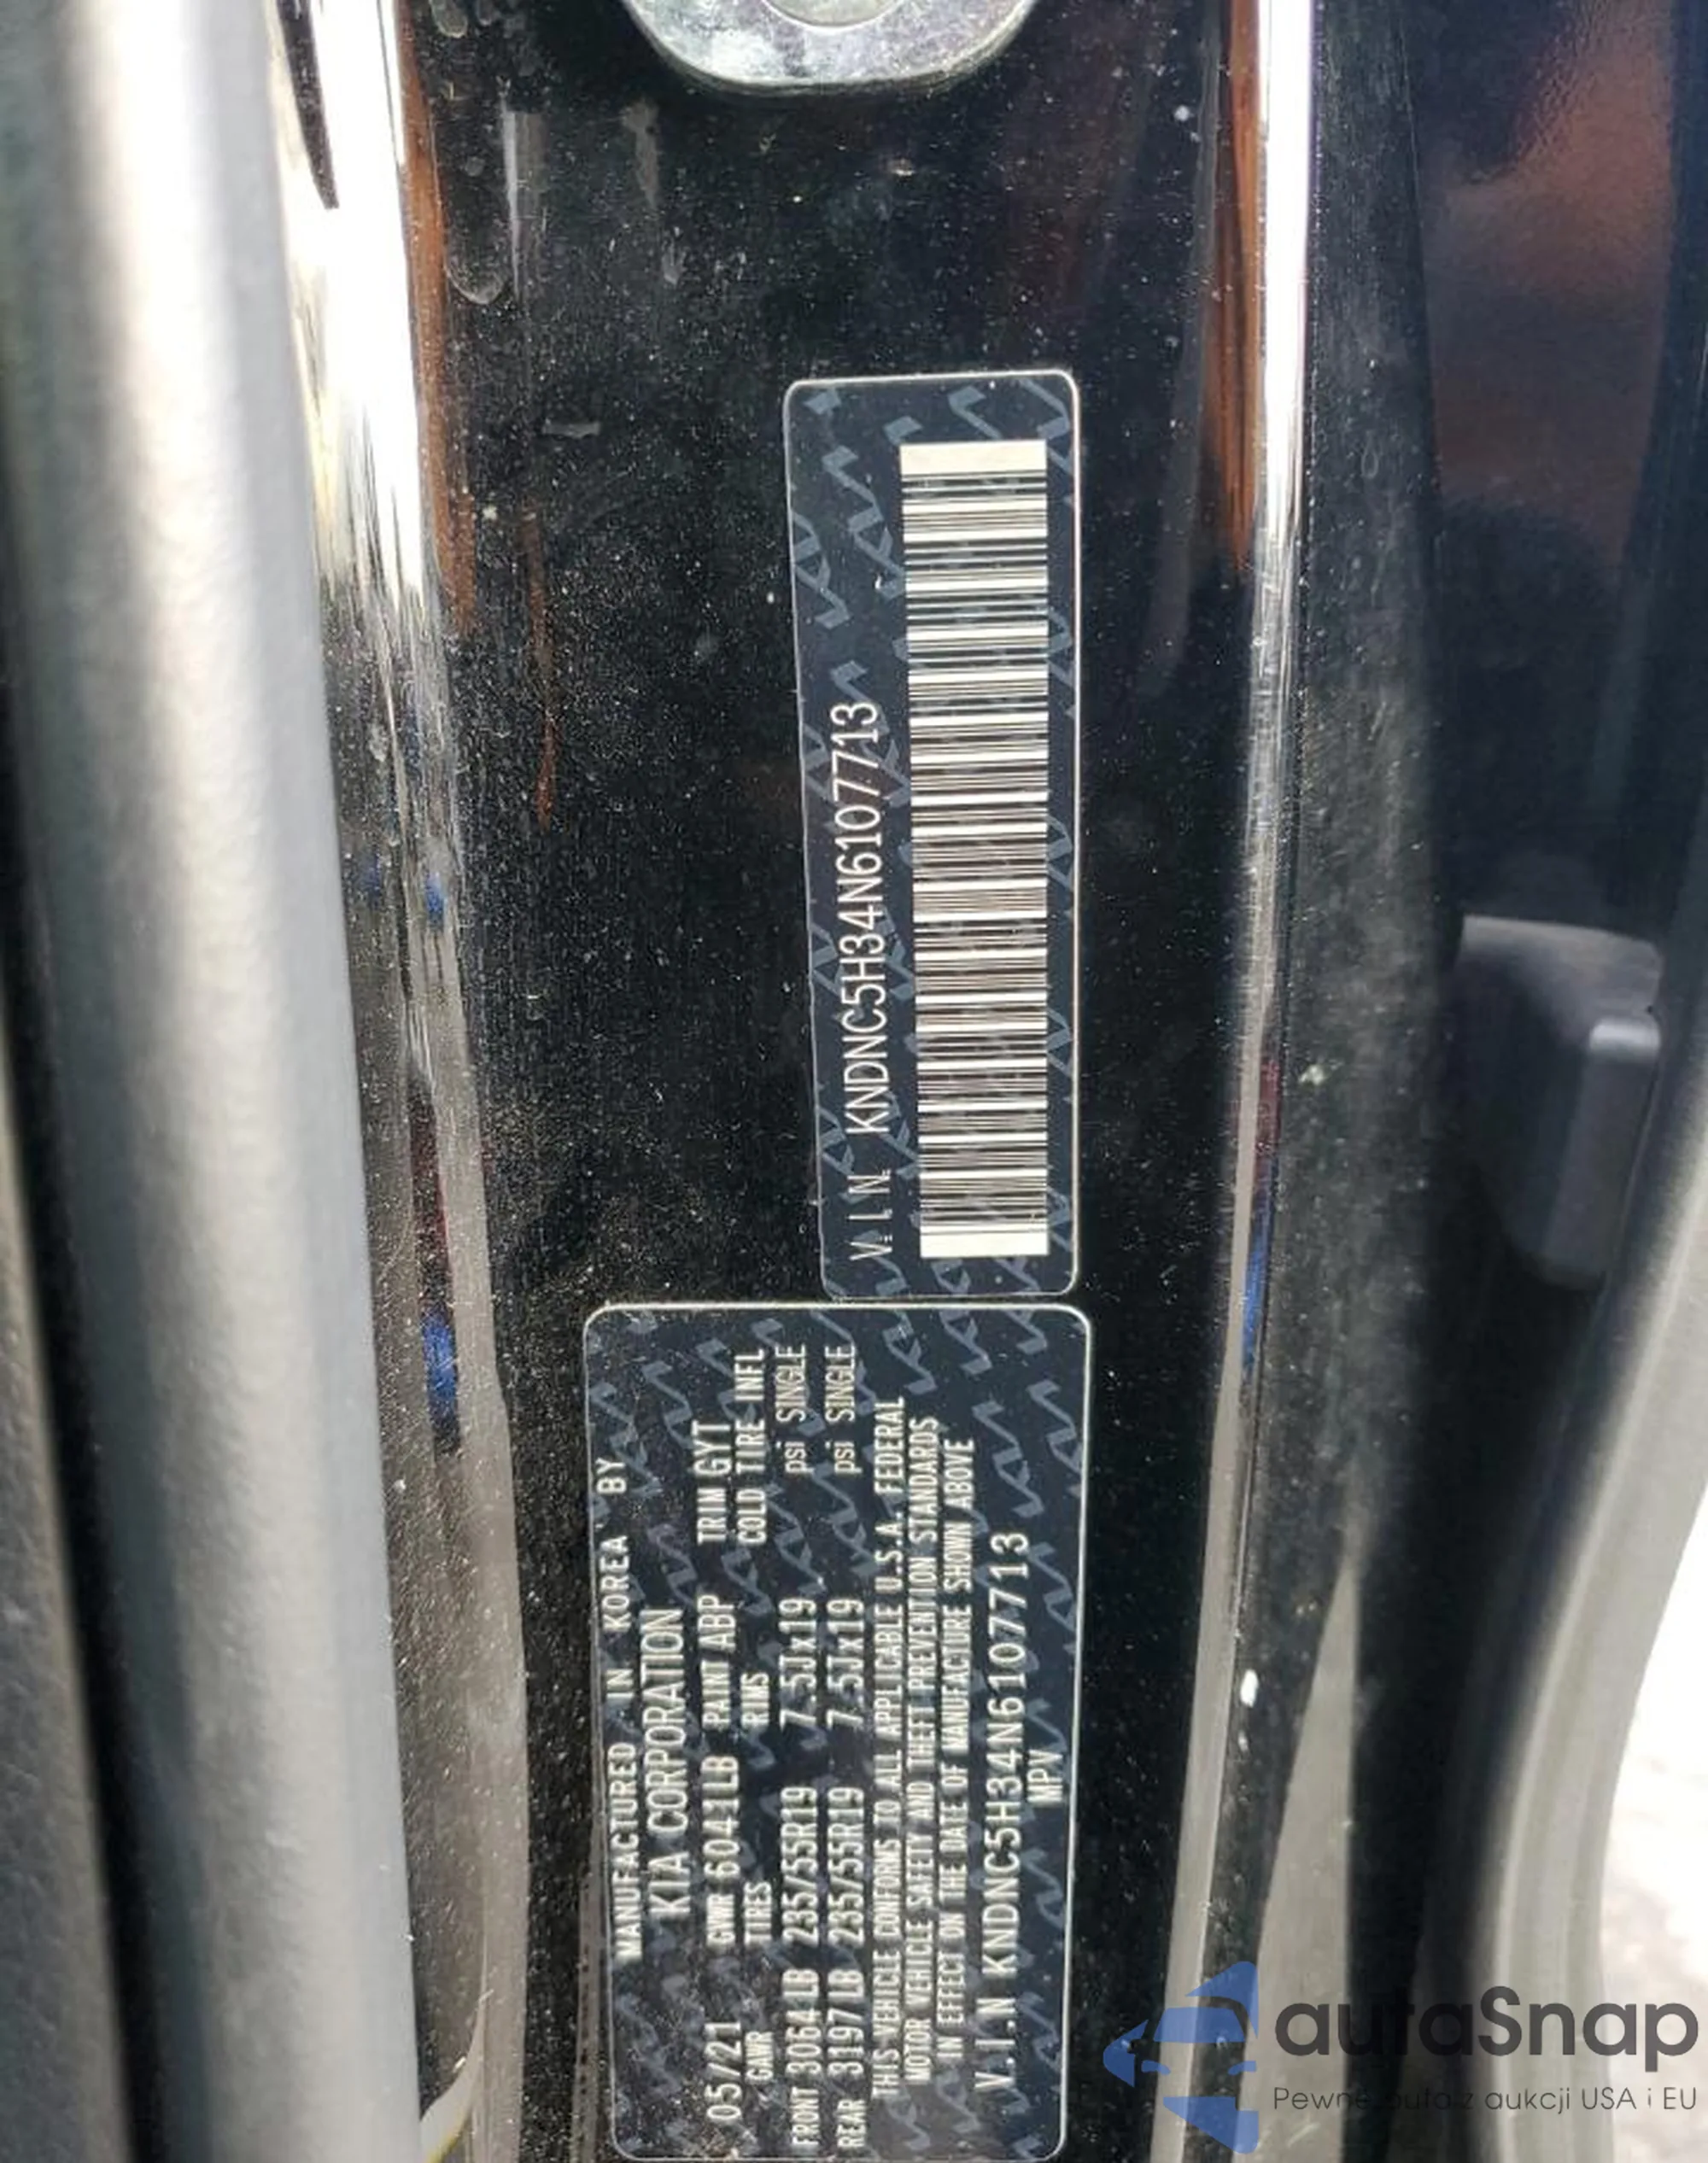 V.I.N. KNDNC5H34N6107713
MANUFACTURED IN KOREA BY
KIA CORPORATION
05/21 GVWR 6041LB PAINT ABP TRIM GYT
GAWR TIRES RIMS COLD TIRE INFL
FRONT 3064LB 235/55R19 7.5Jx19 psi SINGLE
REAR 3197LB 235/55R19 7.5Jx19 psi SINGLE
THIS VEHICLE CONFORMS TO ALL APPLICABLE U.S.A. FEDERAL
MOTOR VEHICLE SAFETY AND THEFT PREVENTION STANDARDS
IN EFFECT ON THE DATE OF MANUFACTURE SHOWN ABOVE
V.I.N KNDNC5H34N6107713
MPV
autaSnap
Pewne auta z aukcji USA i EU